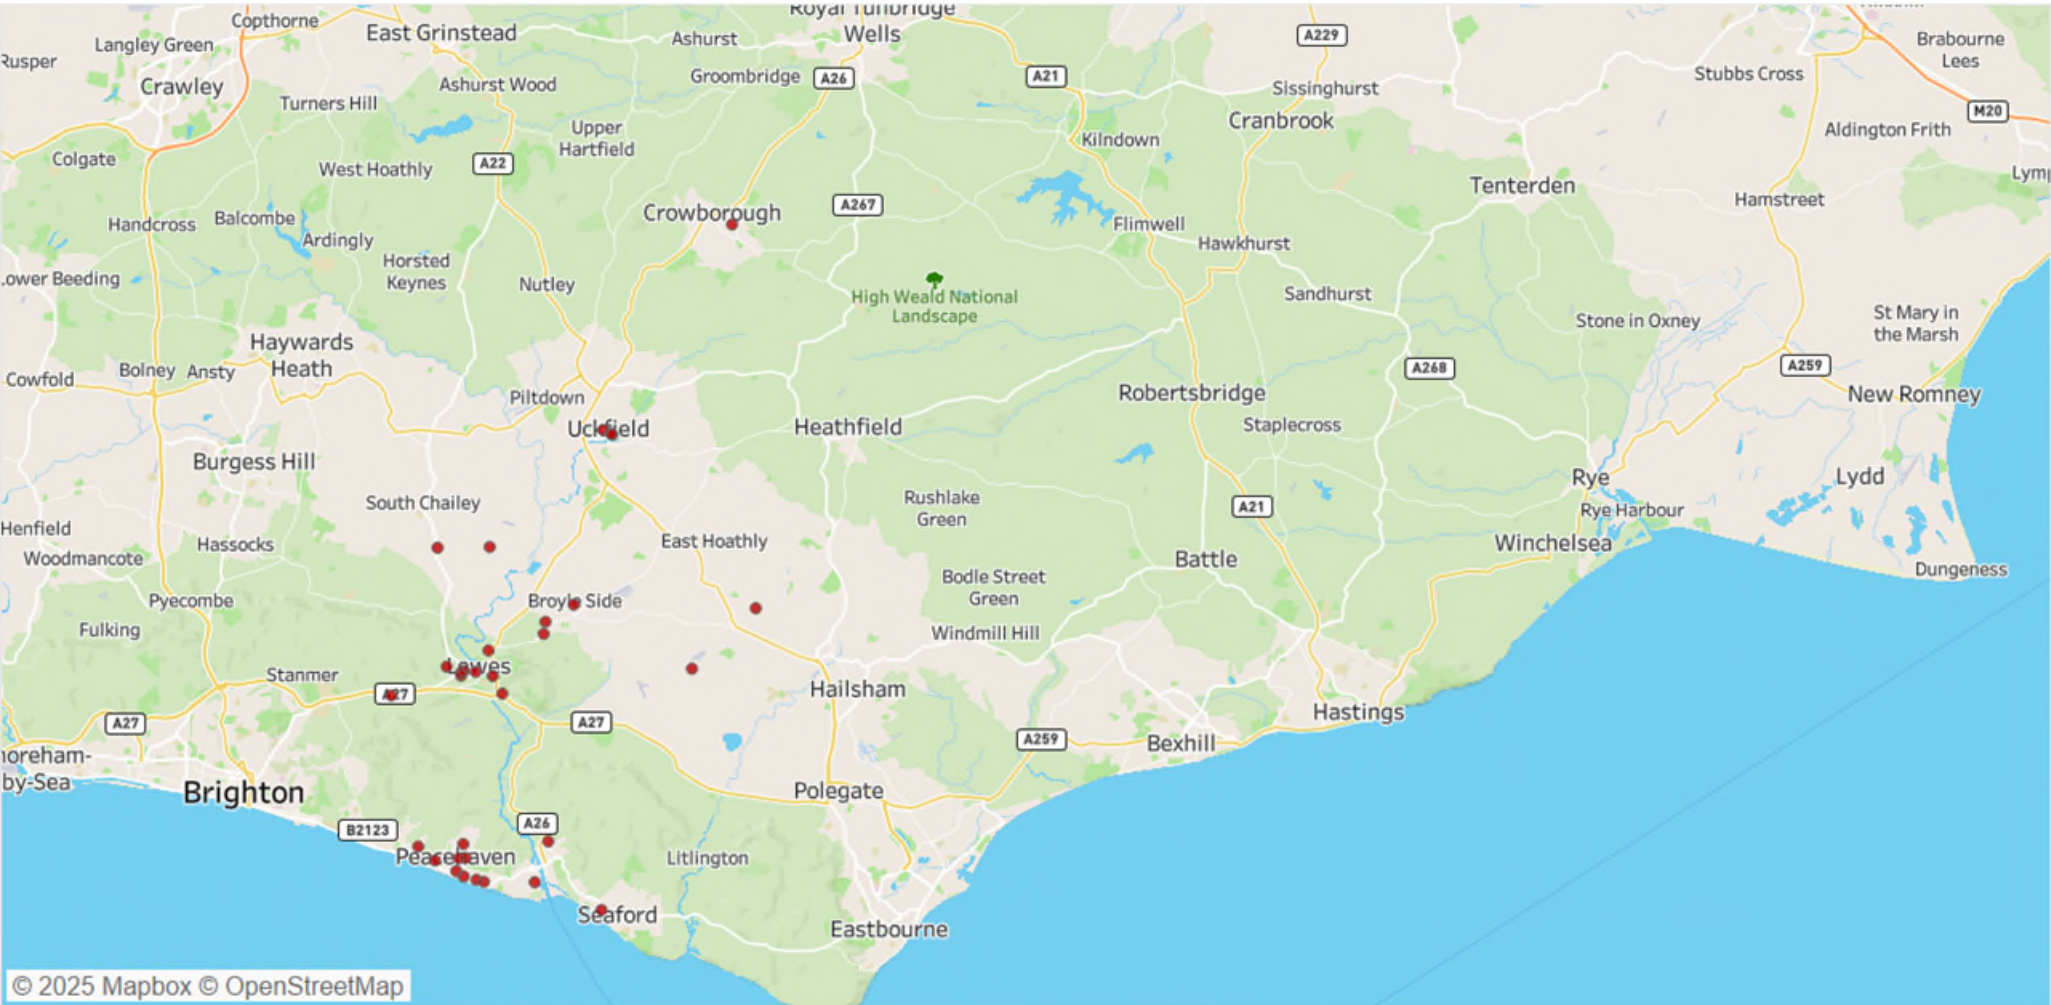 Copthorne
Royal Tunbridge
Wells
East Grinstead
Langley Green
Ashurst
A229
Brabourne
Lees
Rusper
Crawley
Ashurst Wood
Groombridge
A26
A21
Sissinghurst
Stubbs Cross
Turners Hill
Cranbrook
M20
Upper
Hartfield
Kilndown
Aldington Frith
Colgate
West Hoathly
A22
Tenterden
Hamstreet
Handcross
Balcombe
Crowborough
A267
Flimwell
Ardingly
Hawkhurst
Horsted
Keynes
Lower Beeding
Nutley
High Weald National
Landscape
Sandhurst
Stone in Oxney
St Mary in
the Marsh
Haywards
Heath
Cowfold
Bolney
Ansty
A268
A259
Piltdown
Robertsbridge
New Romney
Uckfield
Heathfield
Staplecross
Burgess Hill
Rye
Lydd
South Chailey
Rushlake
Green
A21
Rye Harbour
Henfield
Hassocks
East Hoathly
Winchelsea
Woodmancote
Battle
Dungeness
Bodle Street
Green
Pyecombe
Broyle Side
Fulking
Windmill Hill
Lewes
Stanmer
Hailsham
A27
A27
A27
Hastings
A259
Bexhill
horeham-
by-Sea
Brighton
Polegate
B2123
A26
Peacehaven
Litlington
Seaford
Eastbourne
© 2025 Mapbox © OpenStreetMap